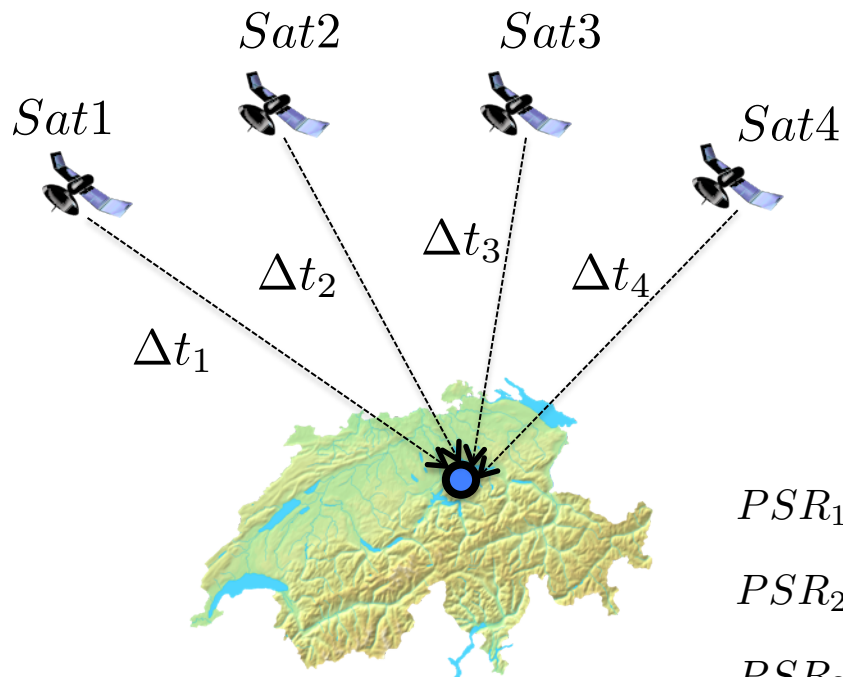 Sat2
Sat3
Sat1
Sat4
Δt₃
Δt₂
Δt₄
Δt₁
PSR₁
PSR₂